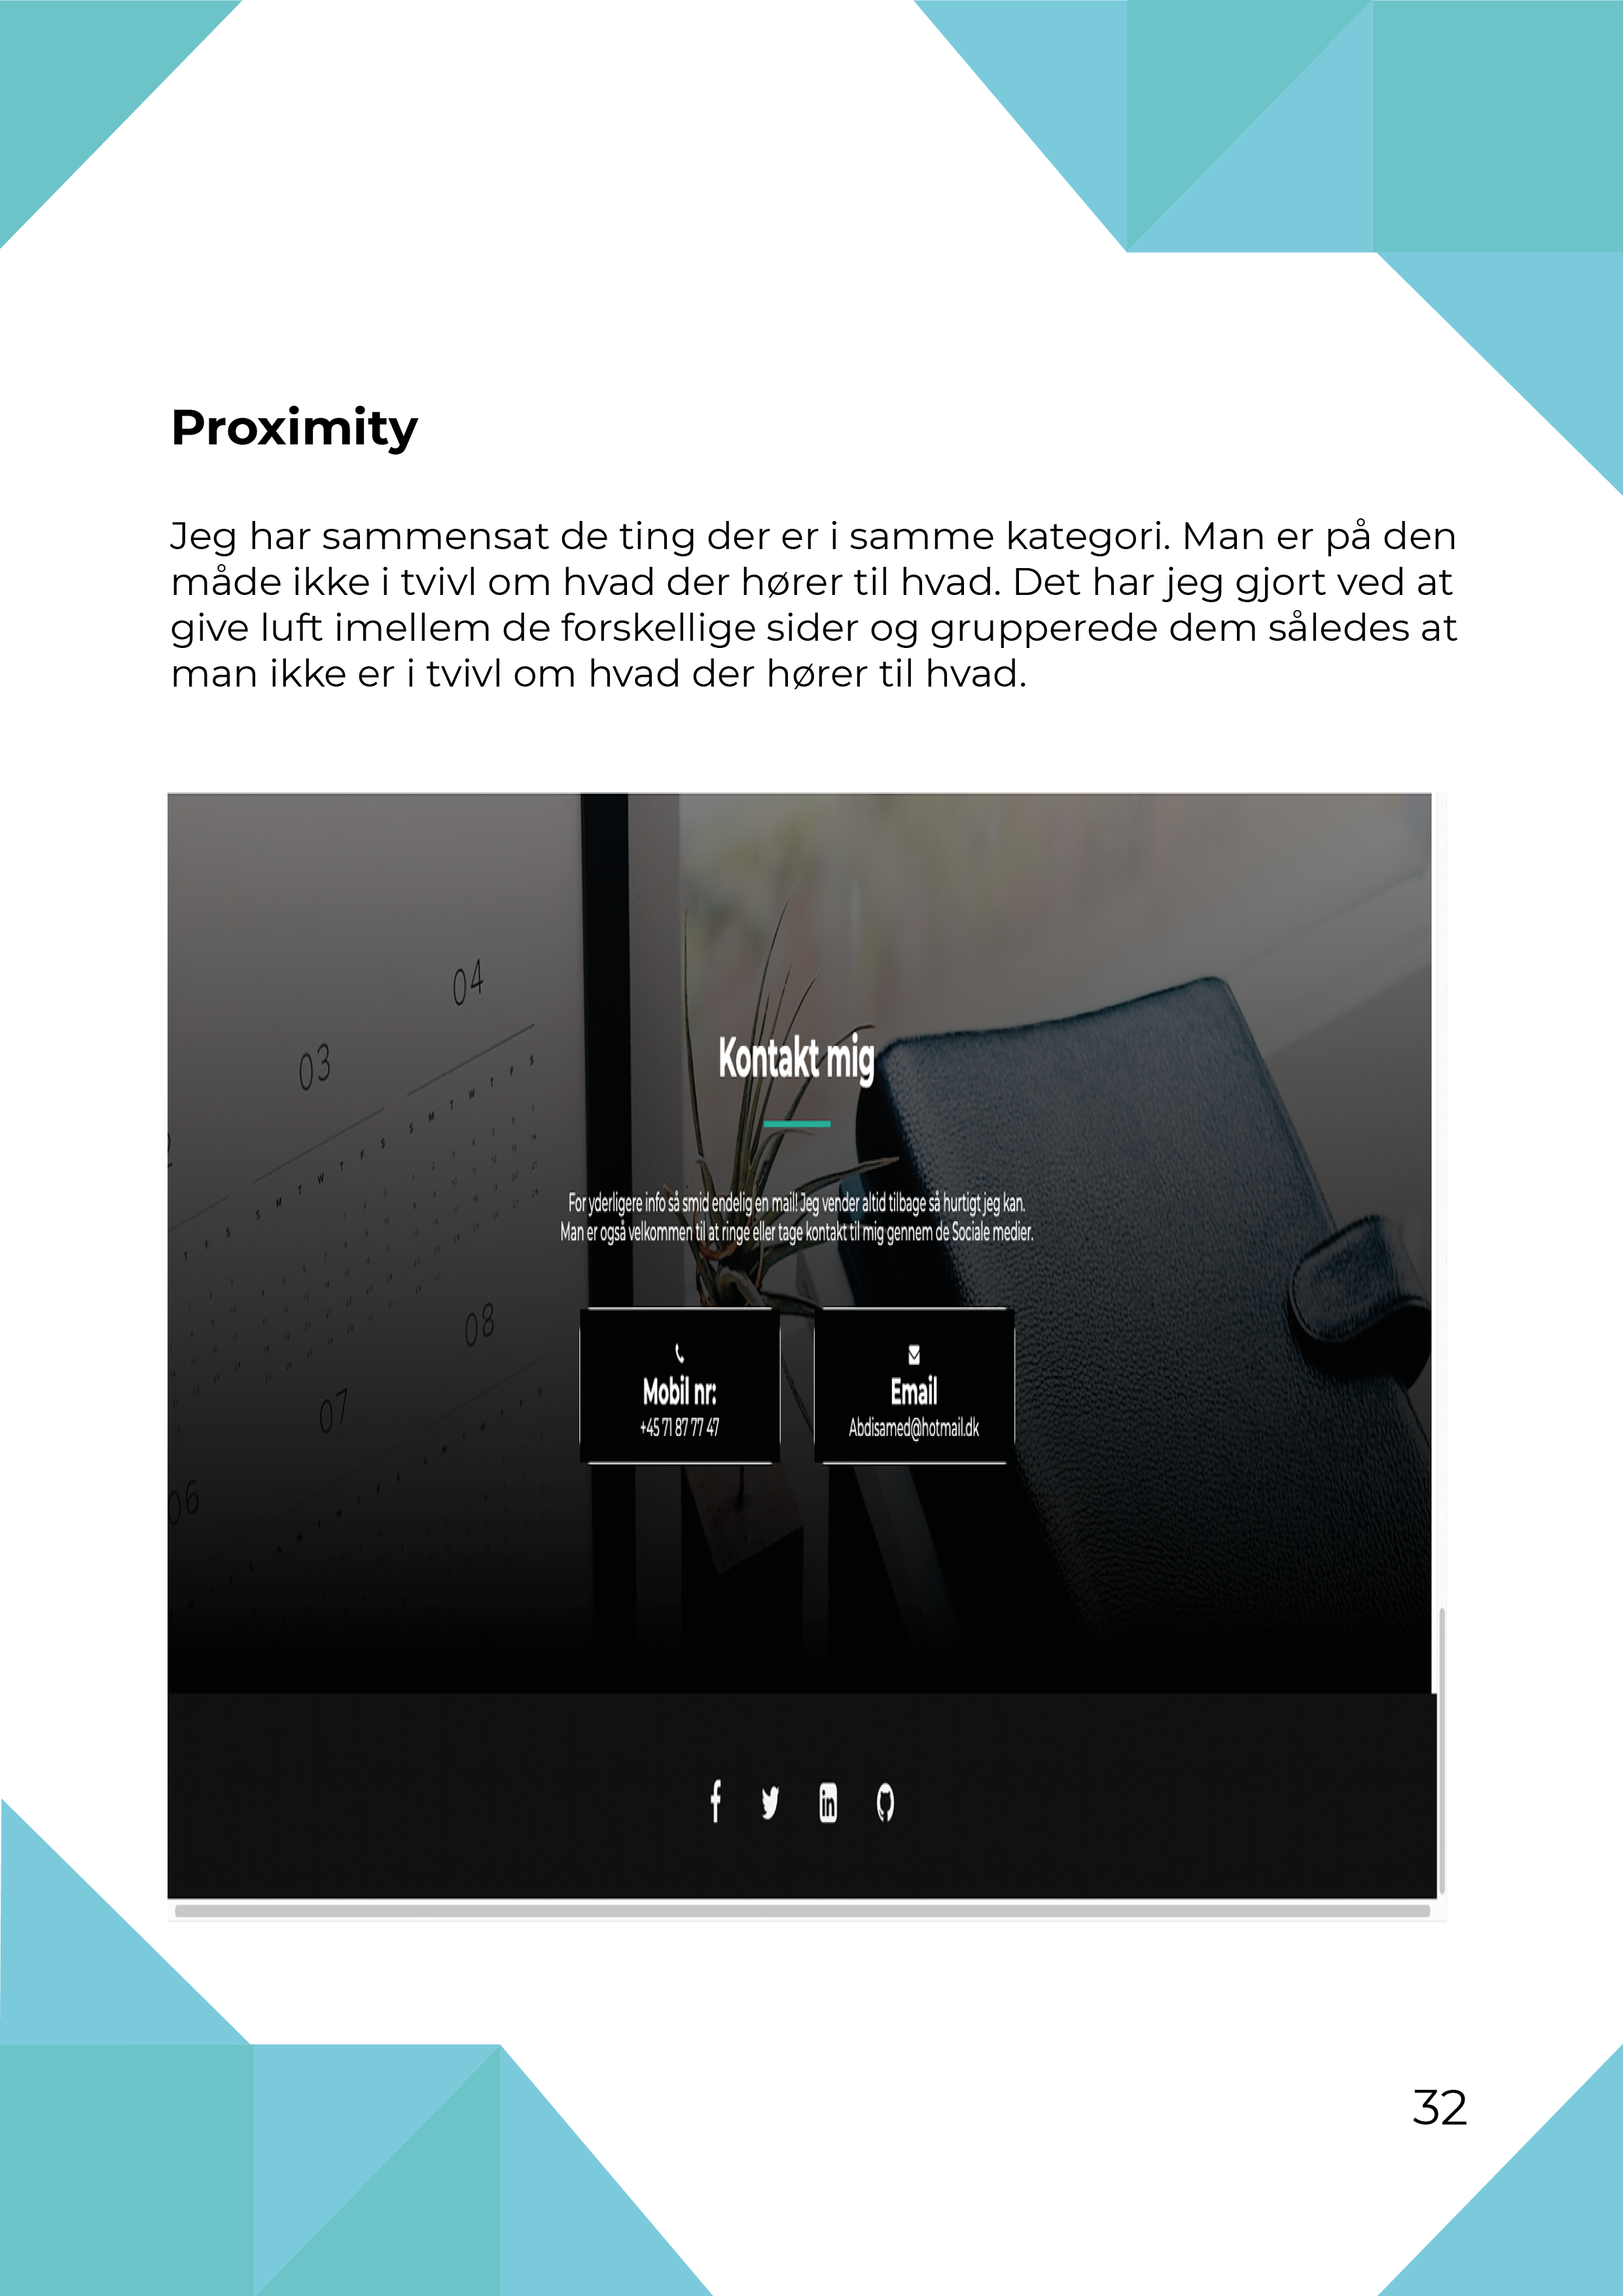 Proximity
Jeg har sammensat de ting der er i samme kategori. Man er på den
måde ikke i tvivl om hvad der hører til hvad. Det har jeg gjort ved at
give luft imellem de forskellige sider og grupperede dem således at
man ikke er i tvivl om hvad der hører til hvad.
04
03
Kontakt mig
For yderligere info så smid endelig en mail! Jeg vender altid tilbage så hurtigt jeg kan.
Man er også velkommen til at ringe eller tage kontakt til mig gennem de Sociale medier.
08
07
06
Mobil nr:
+45 71 87 77 47
Email
Abdisamed@hotmail.dk
32